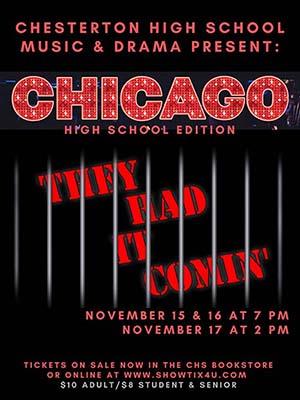 CHESTERTON HIGH SCHOOL
MUSIC & DRAMA PRESENT:
CHICAGO
HIGH SCHOOL EDITION
THEY
HAD
IT
COMIN'
NOVEMBER 15 & 16 AT 7 PM
NOVEMBER 17 AT 2 PM
TICKETS ON SALE NOW IN THE CHS BOOKSTORE
OR ONLINE AT WWW.SHOWTIX4U.COM
$10 ADULT/$8 STUDENT & SENIOR